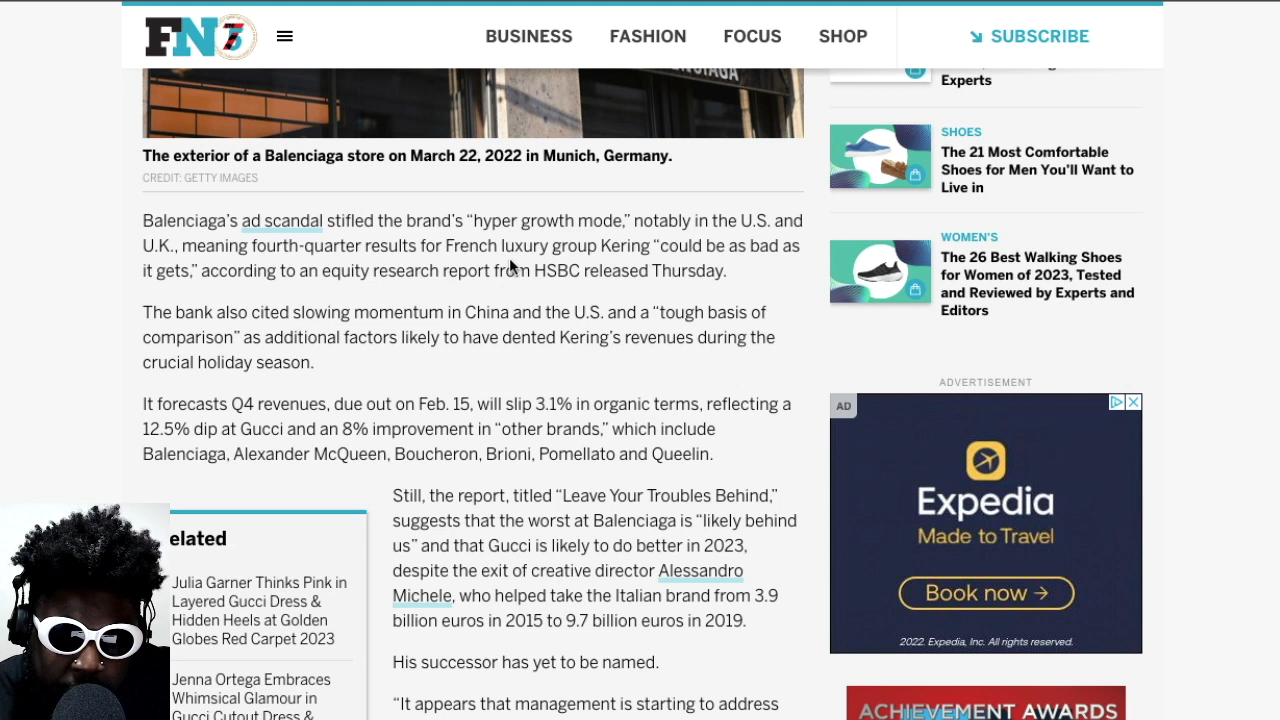 FN
BUSINESS
FASHION
FOCUS
SHOP
SUBSCRIBE
The exterior of a Balenciaga store on March 22, 2022 in Munich, Germany.
CREDIT: GETTY IMAGES
Balenciaga’s ad scandal stifled the brand’s “hyper growth mode,” notably in the U.S. and
U.K., meaning fourth-quarter results for French luxury group Kering “could be as bad as
it gets,” according to an equity research report from HSBC released Thursday.
The bank also cited slowing momentum in China and the U.S. and a “tough basis of
comparison” as additional factors likely to have dented Kering’s revenues during the
crucial holiday season.
It forecasts Q4 revenues, due out on Feb. 15, will slip 3.1% in organic terms, reflecting a
12.5% dip at Gucci and an 8% improvement in “other brands,” which include
Balenciaga, Alexander McQueen, Boucheron, Brioni, Pomellato and Queelin.
Still, the report, titled “Leave Your Troubles Behind,”
suggests that the worst at Balenciaga is “likely behind
us” and that Gucci is likely to do better in 2023,
despite the exit of creative director Alessandro
Michele, who helped take the Italian brand from 3.9
billion euros in 2015 to 9.7 billion euros in 2019.
His successor has yet to be named.
“It appears that management is starting to address
elated
Julia Garner Thinks Pin in
Layered Gucci Dress &
Hidden Heels at Golden
Globes Red Carpet 2023
Jenna Ortega Embraces
Whimsical Glamour in
Gucci Cutout Dress &
Experts
SHOES
The 21 Most Comfortable
Shoes for Men You’ll Want to
Live in
WOMEN’S
The 26 Best Walking Shoes
for Women of 2023, Tested
and Reviewed by Experts and
Editors
ADVERTISEMENT
AD
Expedia
Made to Travel
Book now →
2022. Expedia, Inc. All rights reserved.
ACHIEVEMENT AWARDS